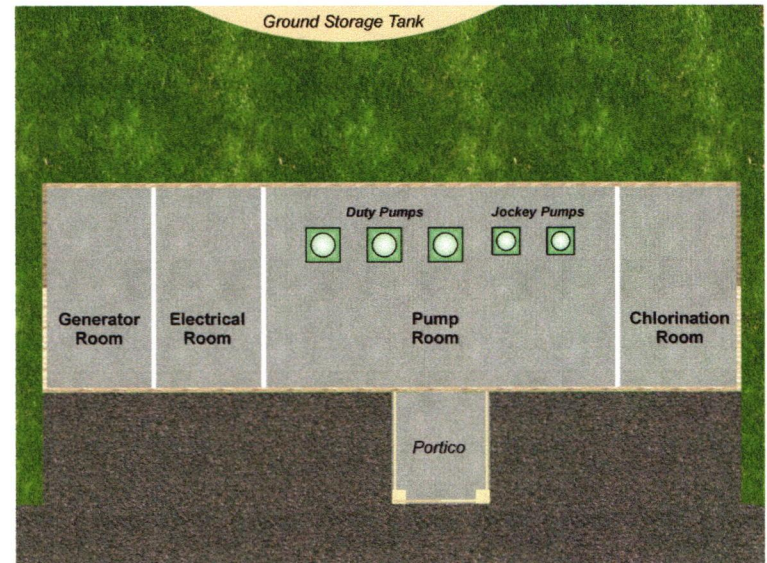 Ground Storage Tank
Duty Pumps
Jockey Pumps
Generator
Room
Electrical
Room
Pump
Room
Chlorination
Room
Portico